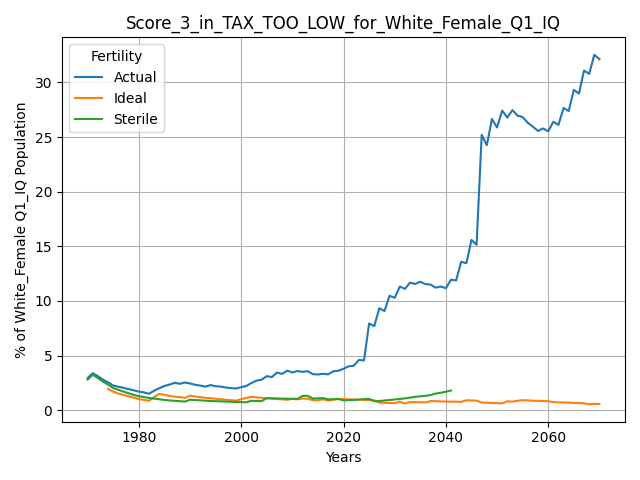 Score_3_in_TAX_TOO_LOW_for_White_Female_Q1_IQ
Fertility
Actual
Ideal
Sterile
% of White_Female Q1_IQ Population
30
25
20
15
10
5
0
1980
2000
2020
2040
2060
Years